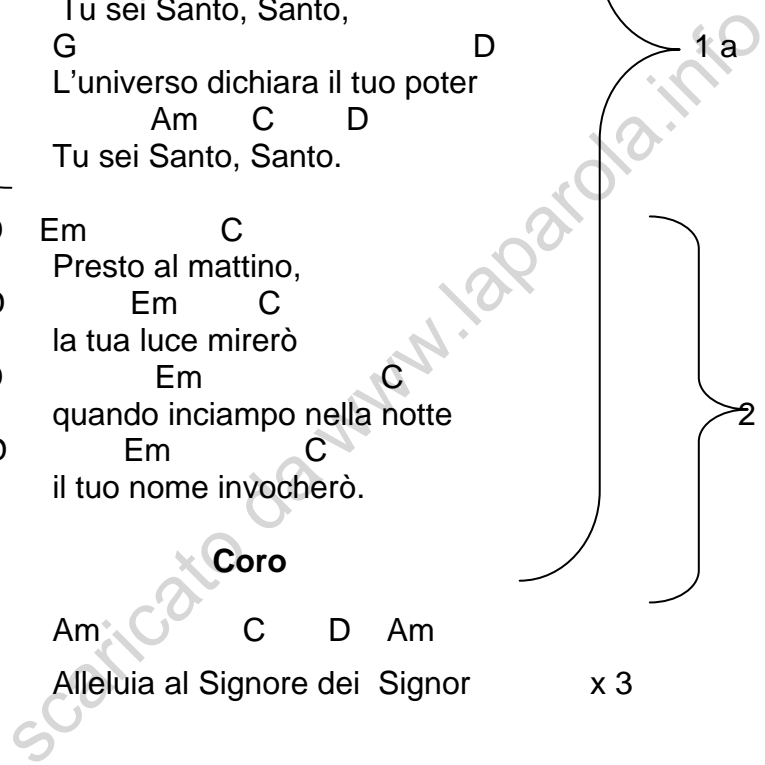 Tu sei Santo, Santo,
G D
1 a
L'universo dichiara il tuo poter
Am C D
Tu sei Santo, Santo.
Em C
Presto al mattino,
D Em C
la tua luce mirerò
Em C
quando inciampo nella notte
2
D Em C
il tuo nome invocherò.
Coro
Am C D Am
Alleluia al Signore dei Signor x 3
scaricato da www.laparola.info